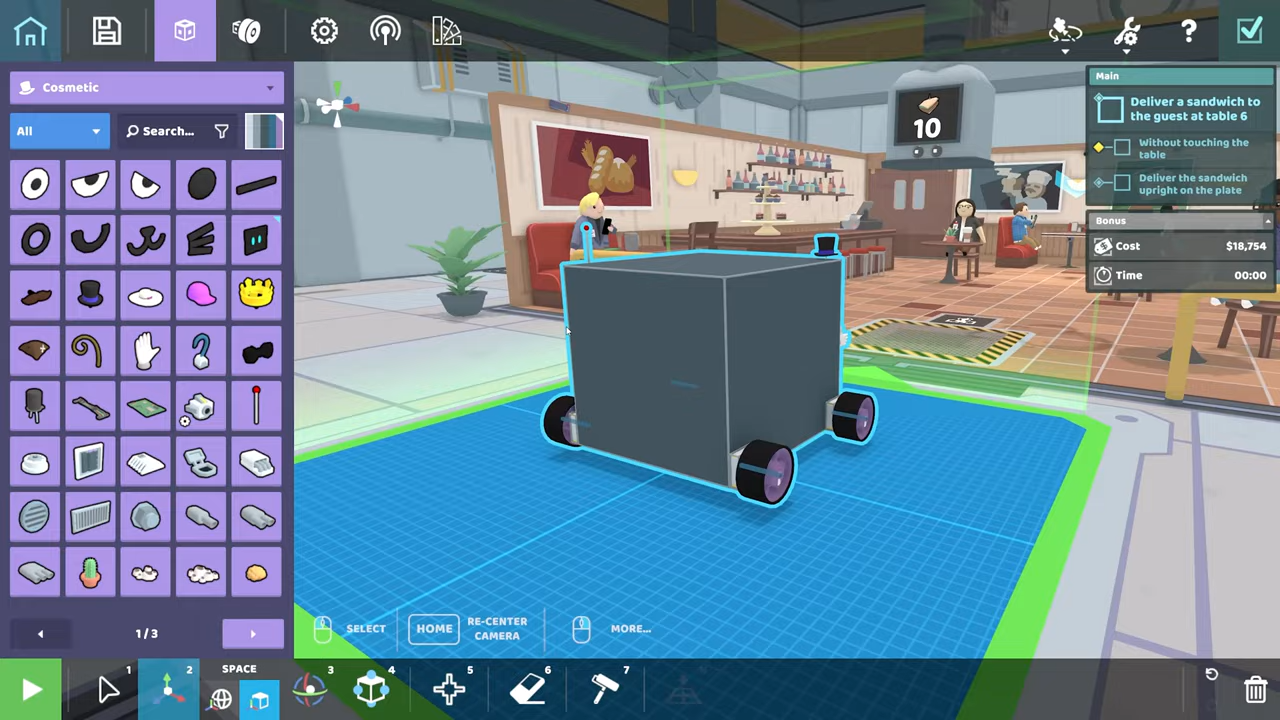 Cosmetic
All
Search...
1/3
SELECT
HOME
RE-CENTER
CAMERA
MORE...
1
2
SPACE
3
4
5
6
7
10
Main
Deliver a sandwich to
the guest at table 6
Without touching the
table
Deliver the sandwich
upright on the plate
Bonus
Cost
$18,754
Time
00:00